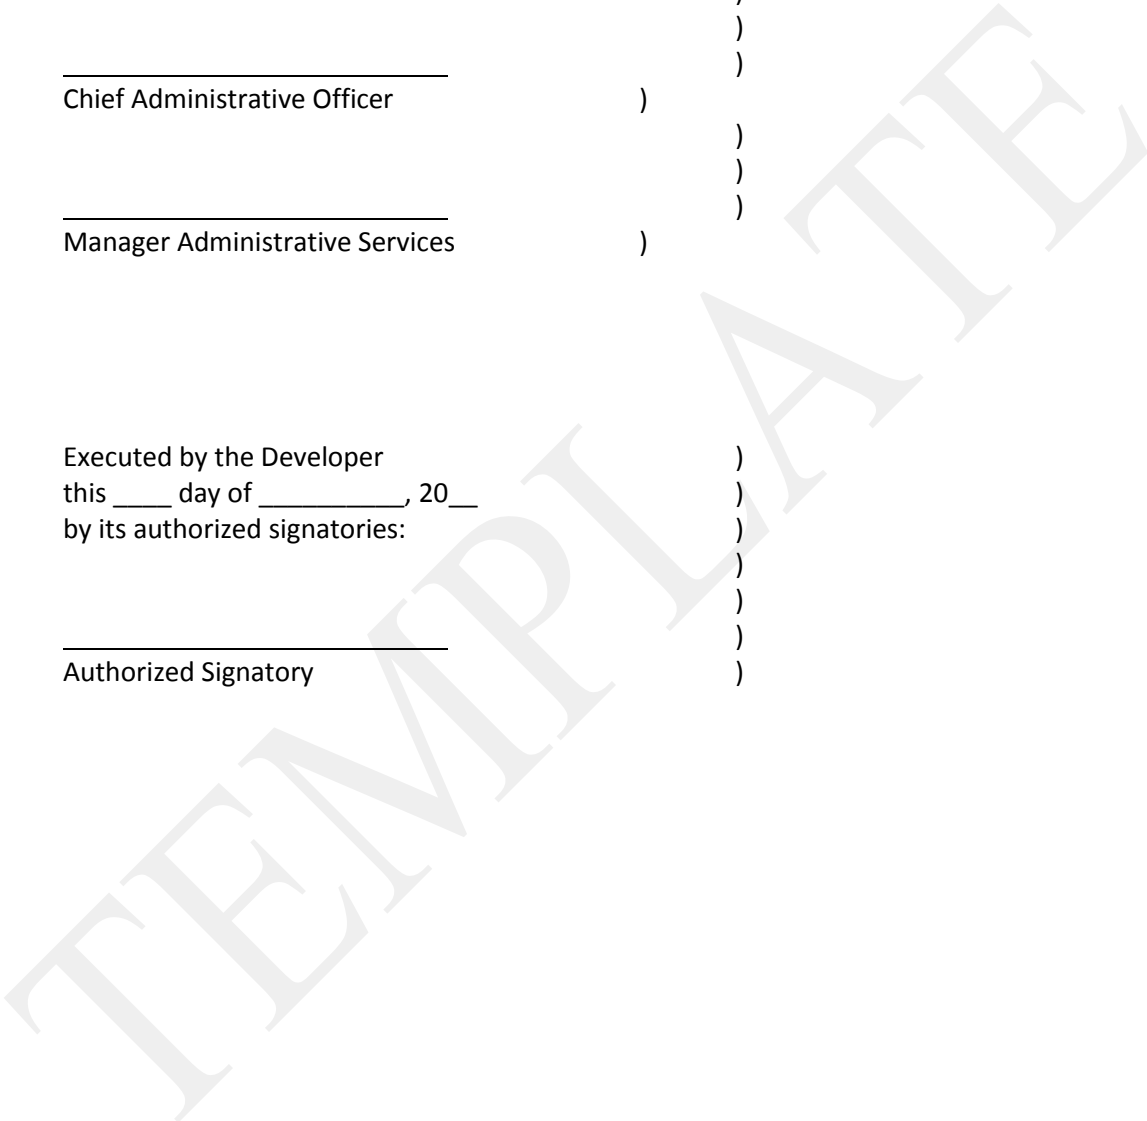 )
)
)
Chief Administrative Officer )
)
)
)
Manager Administrative Services )
Executed by the Developer )
this ____ day of __________, 20__ )
by its authorized signatories: )
)
)
)
Authorized Signatory )
TEMPLATE